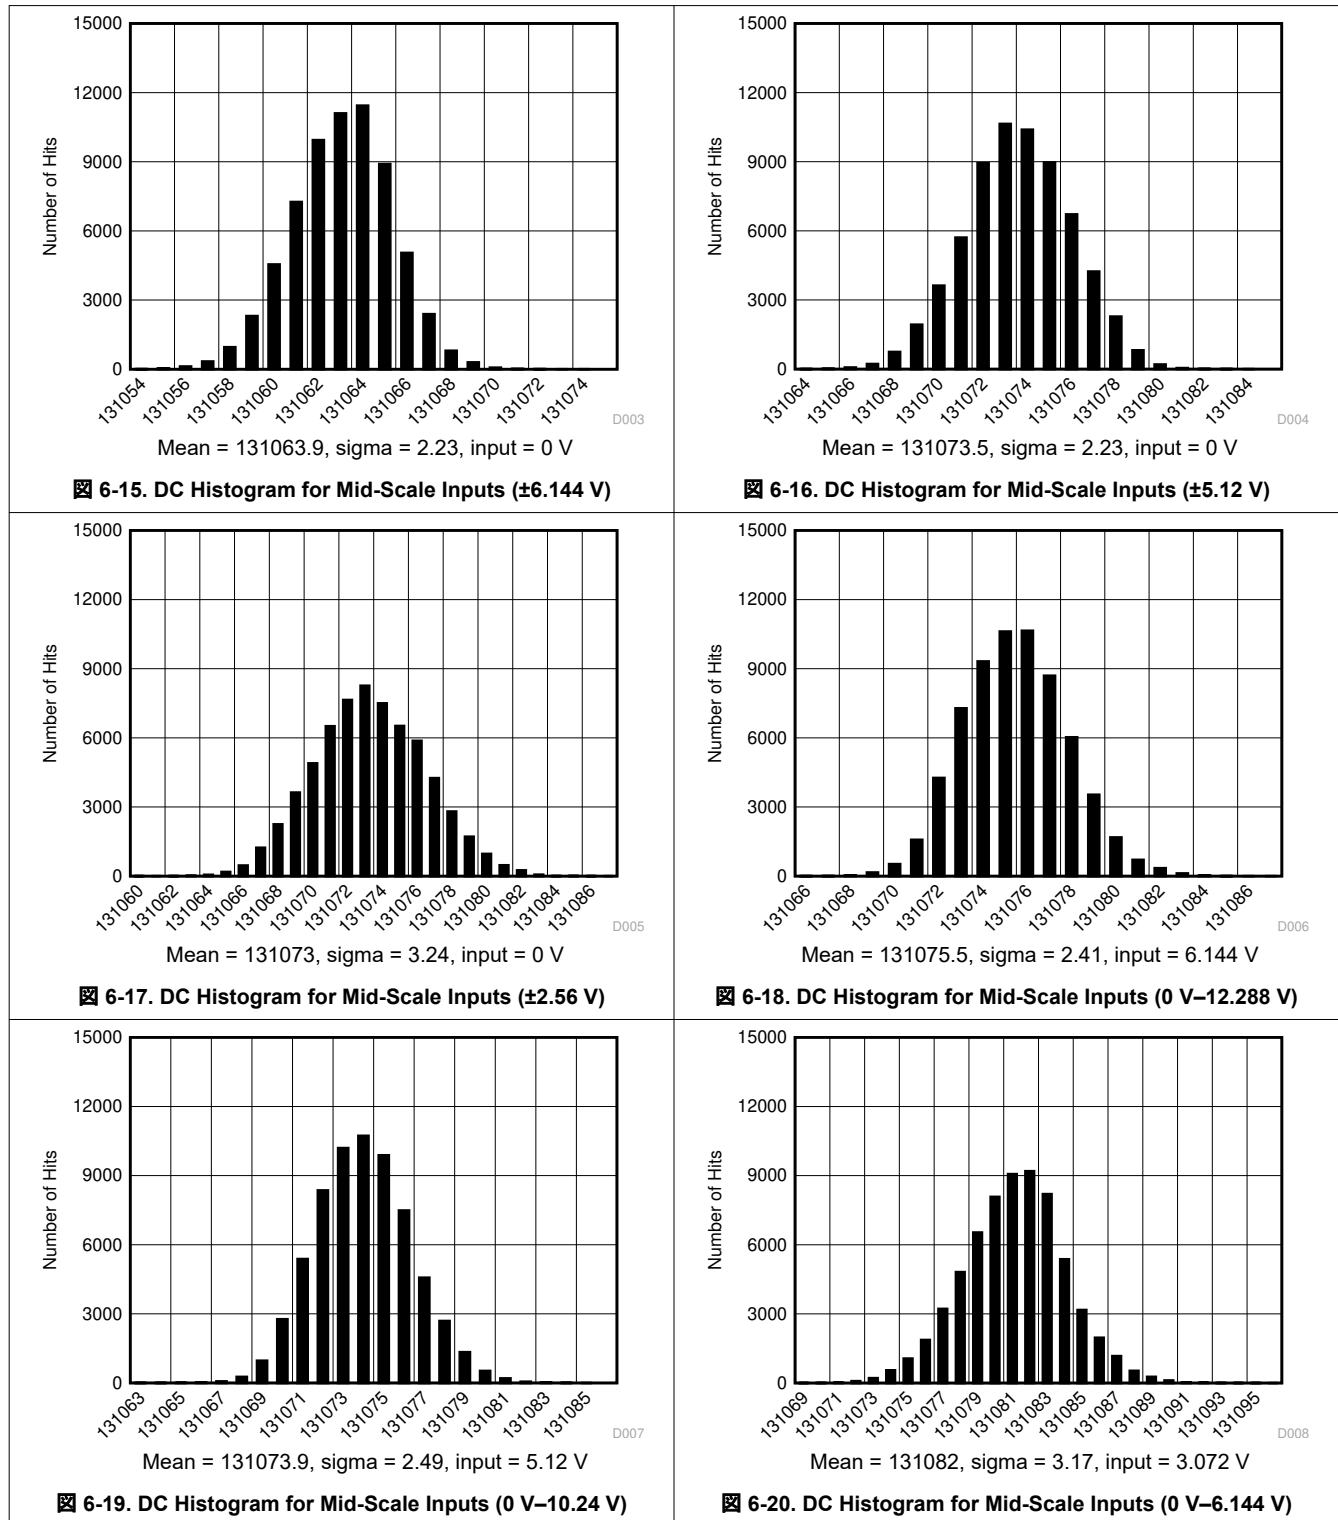 15000
12000
9000
6000
3000
0
Number of Hits
131054 131056 131058 131060 131062 131064 131066 131068 131070 131072 131074
D003
Mean = 131063.9, sigma = 2.23, input = 0 V
図 6-15. DC Histogram for Mid-Scale Inputs (±6.144 V)
15000
12000
9000
6000
3000
0
Number of Hits
131064 131066 131068 131070 131072 131074 131076 131078 131080 131082 131084
D004
Mean = 131073.5, sigma = 2.23, input = 0 V
図 6-16. DC Histogram for Mid-Scale Inputs (±5.12 V)
15000
12000
9000
6000
3000
0
Number of Hits
131060 131062 131064 131066 131068 131070 131072 131074 131076 131078 131080 131082 131084 131086
D005
Mean = 131073, sigma = 3.24, input = 0 V
図 6-17. DC Histogram for Mid-Scale Inputs (±2.56 V)
15000
12000
9000
6000
3000
0
Number of Hits
131066 131068 131070 131072 131074 131076 131078 131080 131082 131084 131086
D006
Mean = 131075.5, sigma = 2.41, input = 6.144 V
図 6-18. DC Histogram for Mid-Scale Inputs (0 V–12.288 V)
15000
12000
9000
6000
3000
0
Number of Hits
131063 131065 131067 131069 131071 131073 131075 131077 131079 131081 131083 131085
D007
Mean = 131073.9, sigma = 2.49, input = 5.12 V
図 6-19. DC Histogram for Mid-Scale Inputs (0 V–10.24 V)
15000
12000
9000
6000
3000
0
Number of Hits
131069 131071 131073 131075 131077 131079 131081 131083 131085 131087 131089 131091 131093 131095
D008
Mean = 131082, sigma = 3.17, input = 3.072 V
図 6-20. DC Histogram for Mid-Scale Inputs (0 V–6.144 V)